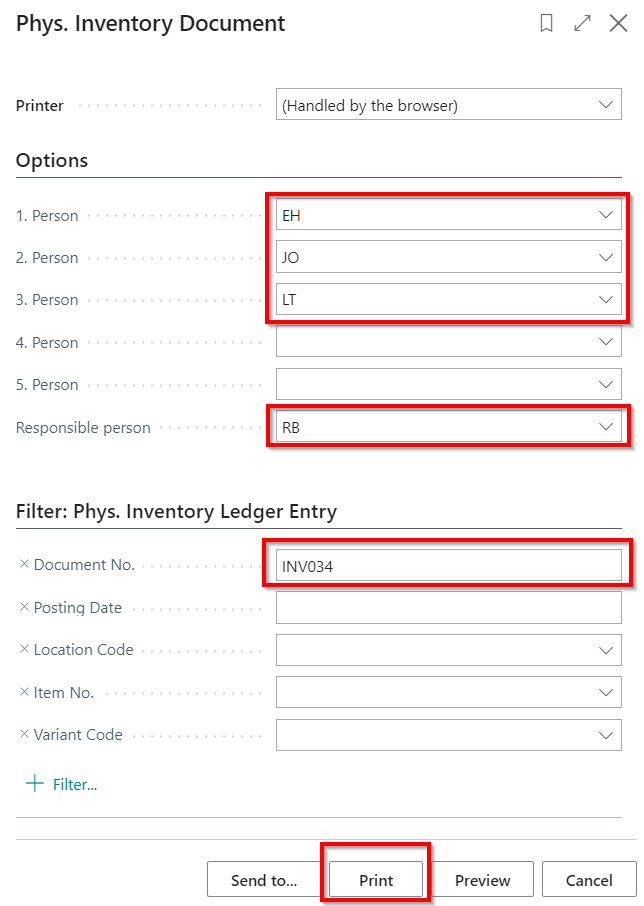 Phys. Inventory Document
Printer (Handled by the browser)
Options
1. Person EH
2. Person JO
3. Person LT
4. Person
5. Person
Responsible person RB
Filter: Phys. Inventory Ledger Entry
× Document No. INV034
× Posting Date
× Location Code
× Item No.
× Variant Code
+ Filter...
Send to... Print Preview Cancel